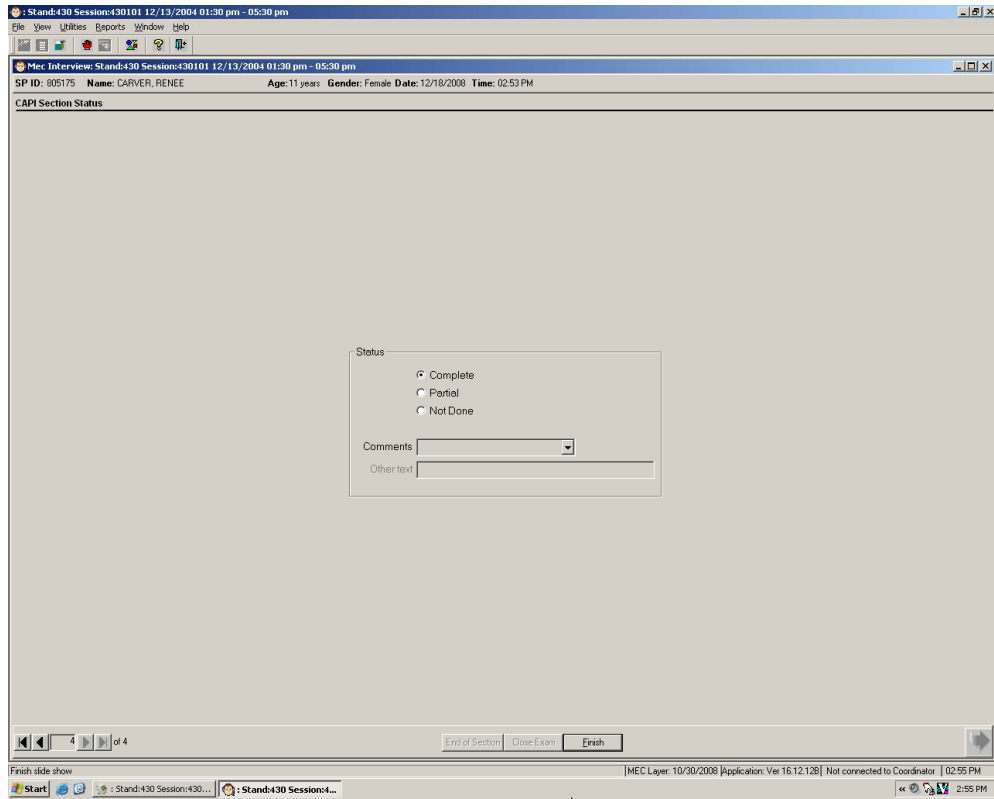 : Stand:430 Session:430101 12/13/2004 01:30 pm - 05:30 pm
File View Utilities Reports Window Help
Mec Interview: Stand:430 Session:430101 12/13/2004 01:30 pm - 05:30 pm
SP ID: 805175 Name: CARVER, RENEE Age: 11 years Gender: Female Date: 12/18/2008 Time: 02:53 PM
CAPI Section Status
Status
Complete
Partial
Not Done
Comments
Other text
4 of 4 End of Section Close Exam Finish
Finish slide show MEC Layer: 10/30/2008 Application: Ver 16.12.12B Not connected to Coordinator 02:55 PM
Start : Stand:430 Session:430... : Stand:430 Session:4... « 2:55 PM